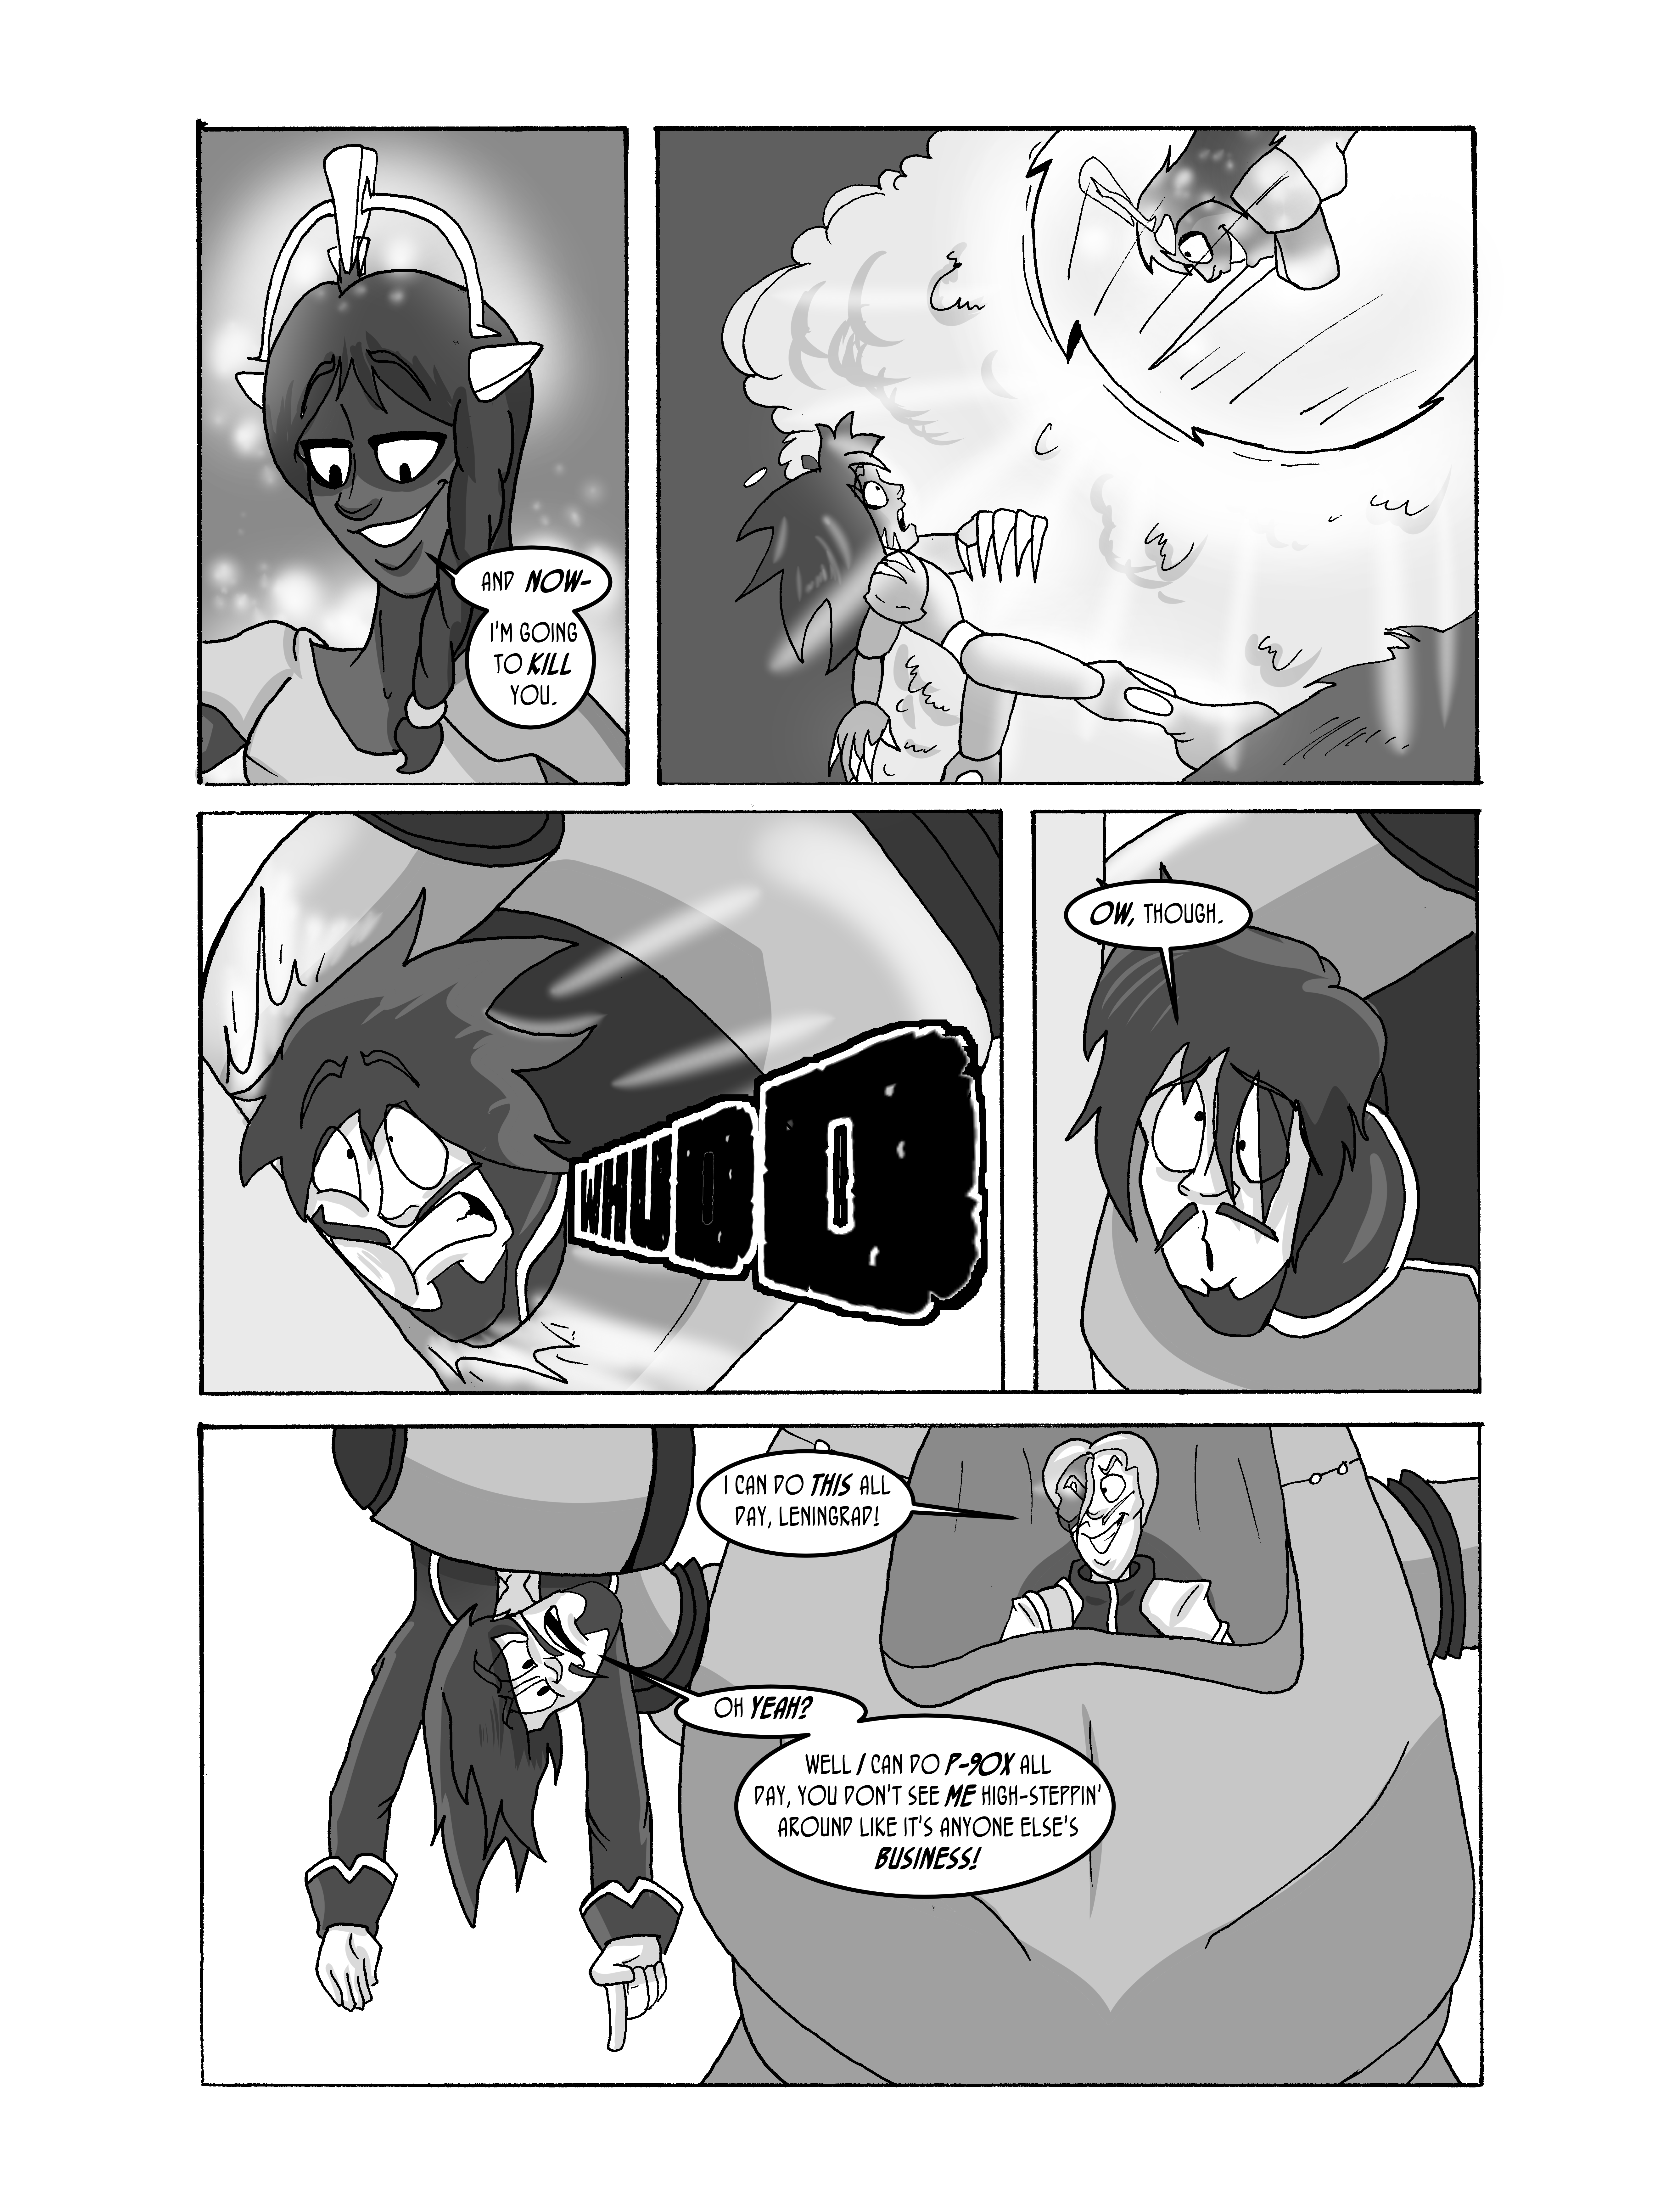 AND NOW-
I'M GOING
TO KILL
YOU.
WHUDD
OW, THOUGH.
I CAN DO THIS ALL
DAY, LENINGRAD!
OH YEAH?
WELL I CAN DO P-90X ALL
DAY, YOU DON'T SEE ME HIGH-STEPPIN'
AROUND LIKE IT'S ANYONE ELSE'S
BUSINESS!